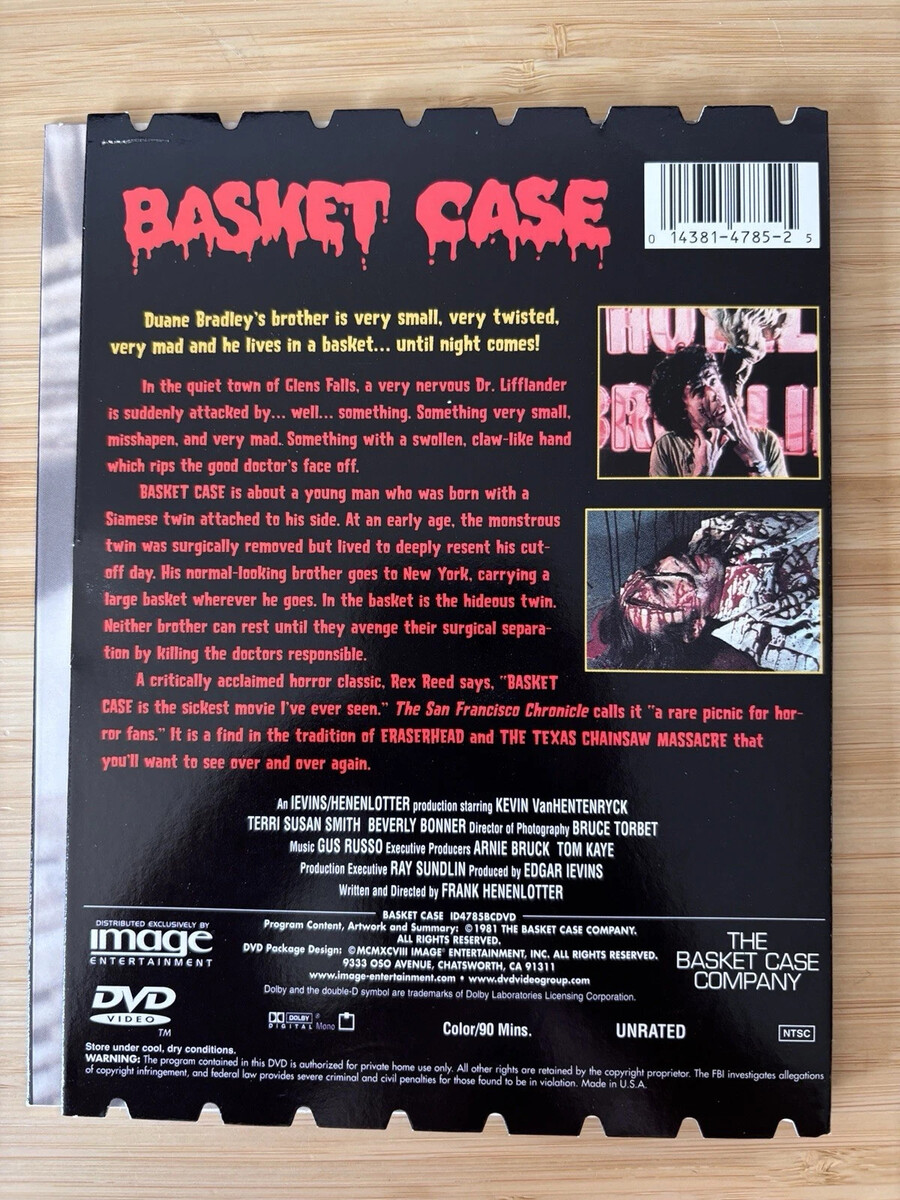 BASKET CASE
0 14381-4785-2 5
Duane Bradley's brother is very small, very twisted,
very mad and he lives in a basket... until night comes!
In the quiet town of Glens Falls, a very nervous Dr. Lifflander
is suddenly attacked by... well... something. Something very small,
misshapen, and very mad. Something with a swollen, claw-like hand
which rips the good doctor's face off.
BASKET CASE is about a young man who was born with a
Siamese twin attached to his side. At an early age, the monstrous
twin was surgically removed but lived to deeply resent his cut-
off day. His normal-looking brother goes to New York, carrying a
large basket wherever he goes. In the basket is the hideous twin.
Neither brother can rest until they avenge their surgical separa-
tion by killing the doctors responsible.
A critically acclaimed horror classic, Rex Reed says, "BASKET
CASE is the sickest movie I've ever seen." The San Francisco Chronicle calls it "a rare picnic for hor-
ror fans." It is a find in the tradition of ERASERHEAD and THE TEXAS CHAINSAW MASSACRE that
you'll want to see over and over again.
An IEVINS/HENENLOTTER production starring KEVIN VanHENTENRYCK
TERRI SUSAN SMITH BEVERLY BONNER Director of Photography BRUCE TORBET
Music GUS RUSSO Executive Producers ARNIE BRUCK TOM KAYE
Production Executive RAY SUNDLIN Produced by EDGAR IEVINS
Written and Directed by FRANK HENENLOTTER
BASKET CASE ID4785BCDVD
Program Content, Artwork and Summary: ©1981 THE BASKET CASE COMPANY.
ALL RIGHTS RESERVED.
DVD Package Design: ©MCMXCVIII IMAGE® ENTERTAINMENT, INC. ALL RIGHTS RESERVED.
9333 OSO AVENUE, CHATSWORTH, CA 91311
www.image-entertainment.com • www.dvdvideogroup.com
Dolby and the double-D symbol are trademarks of Dolby Laboratories Licensing Corporation.
DISTRIBUTED EXCLUSIVELY BY
image
ENTERTAINMENT
THE
BASKET CASE
COMPANY
DVD
VIDEO
TM
DOLBY
DIGITAL Mono
Color/90 Mins.
UNRATED
NTSC
Store under cool, dry conditions.
WARNING: The program contained in this DVD is authorized for private home use only. All other rights are retained by the copyright proprietor. The FBI investigates allegations
of copyright infringement, and federal law provides severe criminal and civil penalties for those found to be in violation. Made in U.S.A.